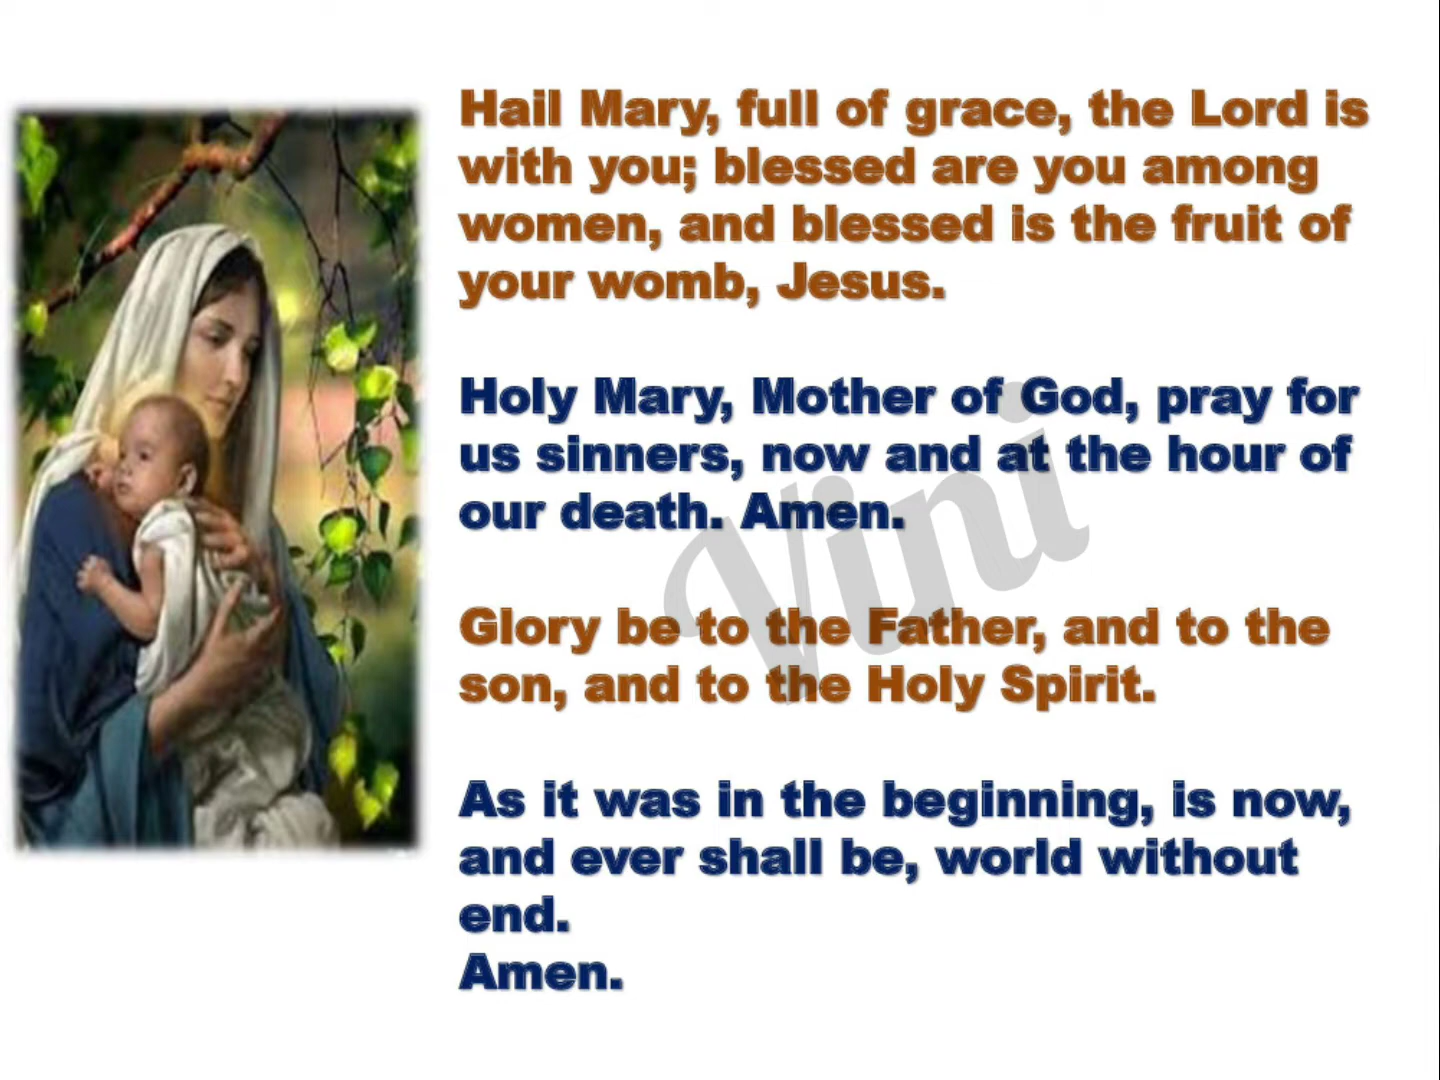 Hail Mary, full of grace, the Lord is
with you; blessed are you among
women, and blessed is the fruit of
your womb, Jesus.
Holy Mary, Mother of God, pray for
us sinners, now and at the hour of
our death. Amen.
Vini
Glory be to the Father, and to the
son, and to the Holy Spirit.
As it was in the beginning, is now,
and ever shall be, world without
end.
Amen.